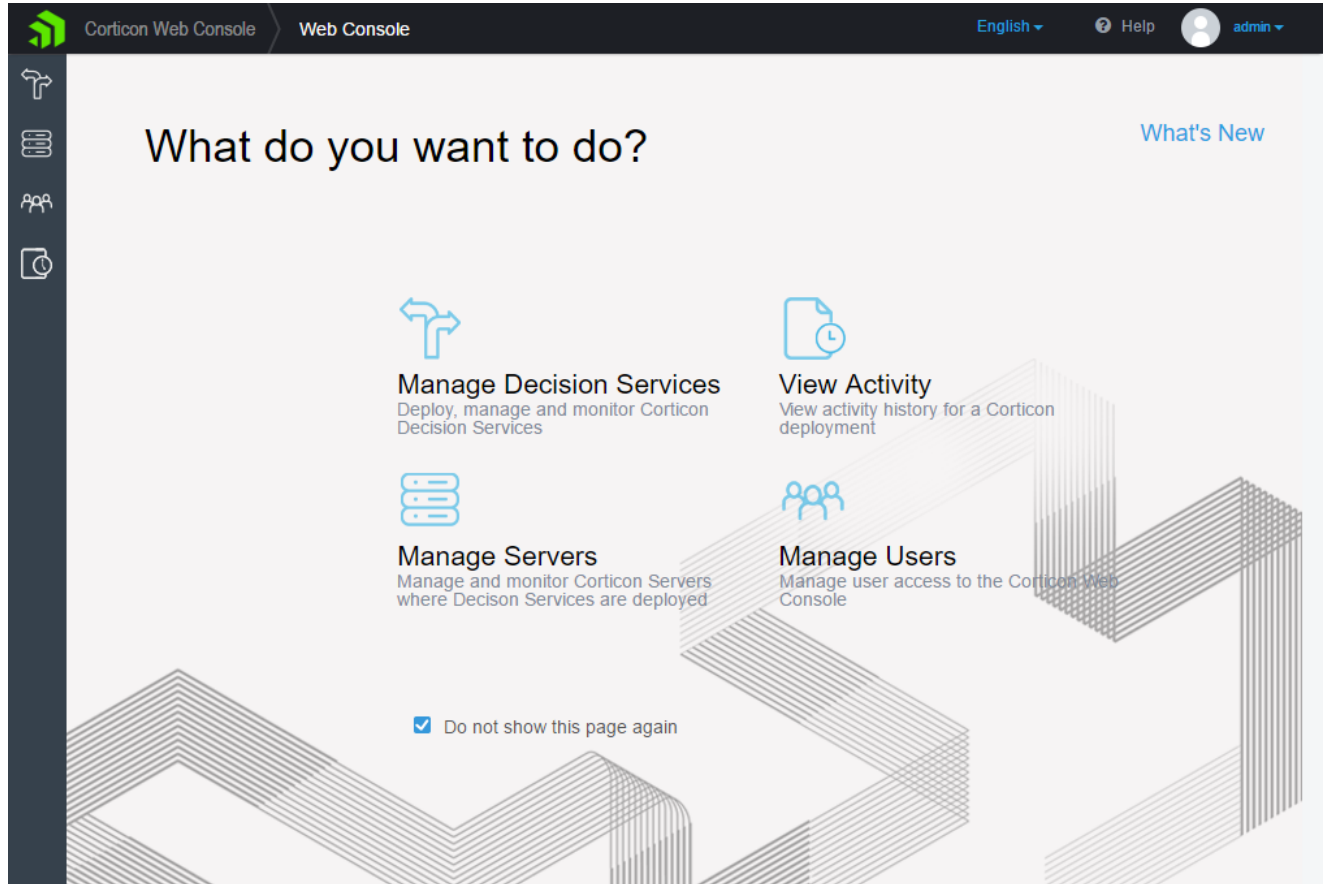 Corticon Web Console Web Console English Help admin
What do you want to do?
What's New
Manage Decision Services
Deploy, manage and monitor Corticon
Decision Services
View Activity
View activity history for a Corticon
deployment
Manage Servers
Manage and monitor Corticon Servers
where Decison Services are deployed
Manage Users
Manage user access to the Corticon Web
Console
Do not show this page again